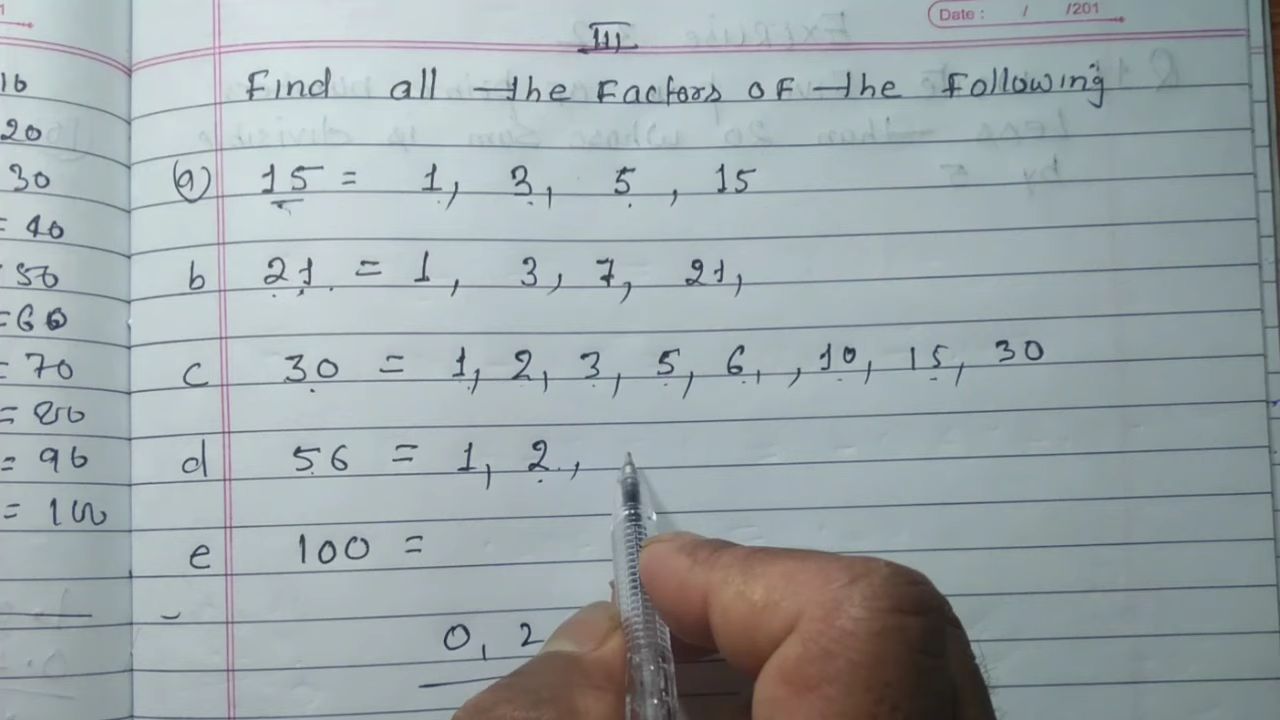 16
20
30
= 40
= 50
= 60
= 70
= 80
= 90
= 100
Date : / /201
III
Find all the Factors OF the Following
(a) 15 = 1, 3, 5, 15
b 21 = 1, 3, 7, 21,
c 30 = 1, 2, 3, 5, 6, , 10, 15, 30
d 56 = 1, 2,
e 100 =
0, 2